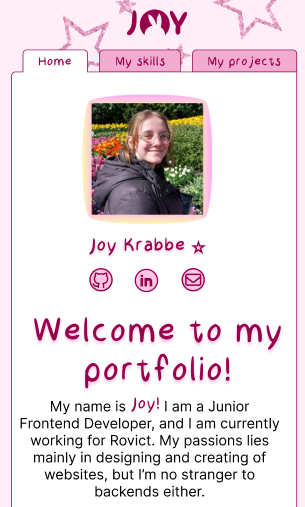 JOY
Home
My skills
My projects
Joy Krabbe
in
Welcome to my
portfolio!
My name is Joy! I am a Junior
Frontend Developer, and I am currently
working for Rovict. My passions lies
mainly in designing and creating of
websites, but I’m no stranger to
backends either.